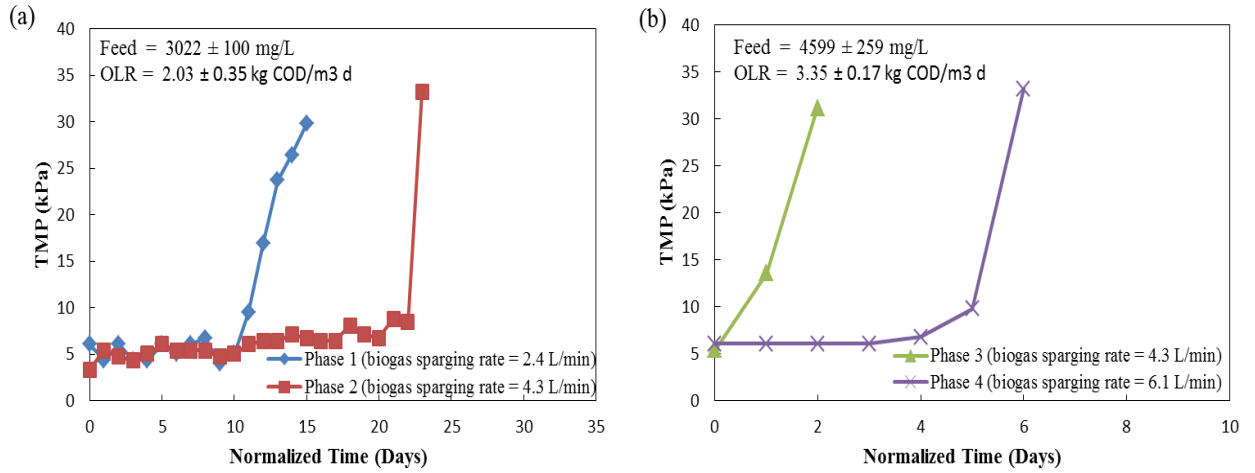 (a)
Feed = 3022 ± 100 mg/L
OLR = 2.03 ± 0.35 kg COD/m3 d
TMP (kPa)
40
35
30
25
20
15
10
5
0
Phase 1 (biogas sparging rate = 2.4 L/min)
Phase 2 (biogas sparging rate = 4.3 L/min)
0 5 10 15 20 25 30 35
Normalized Time (Days)
(b)
Feed = 4599 ± 259 mg/L
OLR = 3.35 ± 0.17 kg COD/m3 d
TMP (kPa)
40
35
30
25
20
15
10
5
0
Phase 3 (biogas sparging rate = 4.3 L/min)
Phase 4 (biogas sparging rate = 6.1 L/min)
0 2 4 6 8 10
Normalized Time (Days)